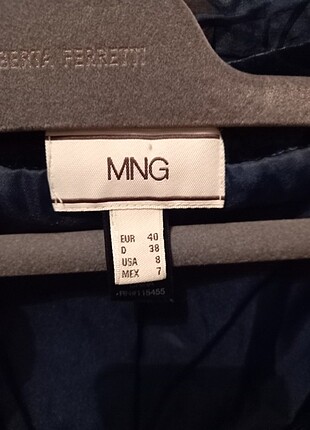 BERTA FERRETTI
MNG
EUR 40
D 38
USA 8
MEX 7